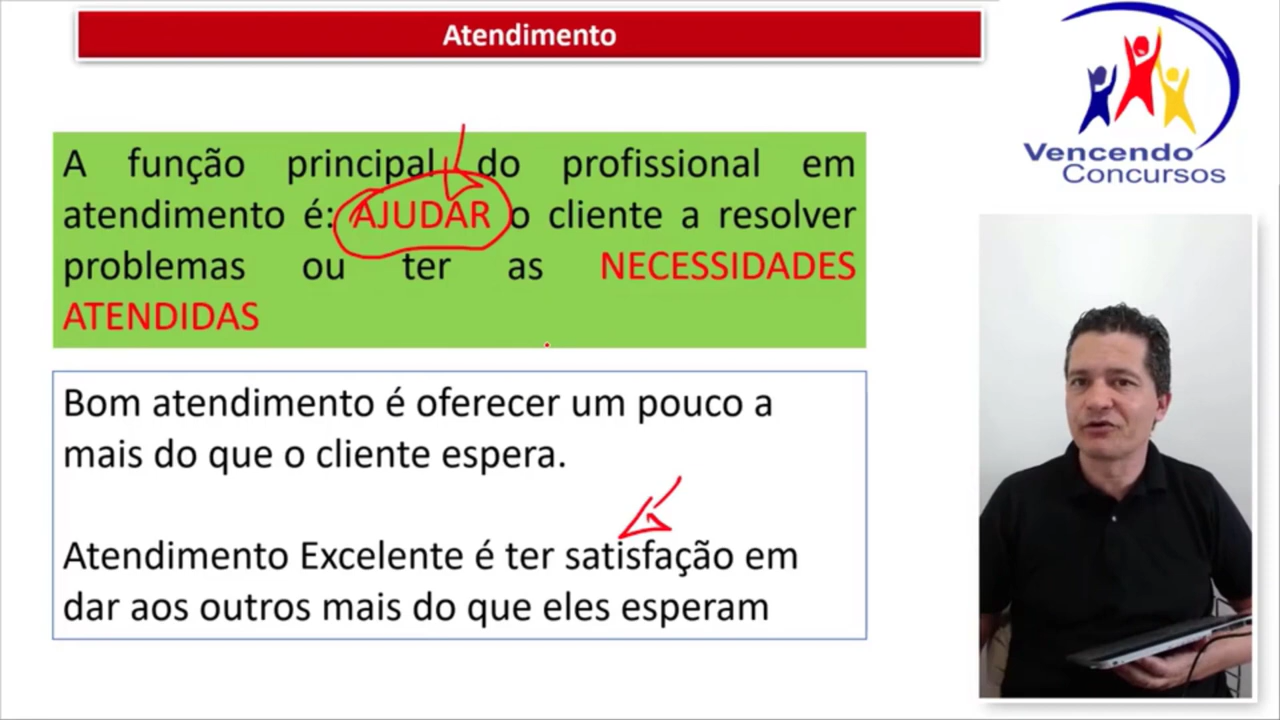 Atendimento
Vencendo
Concursos
A função principal do profissional em
atendimento é: AJUDAR o cliente a resolver
problemas ou ter as NECESSIDADES
ATENDIDAS
Bom atendimento é oferecer um pouco a
mais do que o cliente espera.
Atendimento Excelente é ter satisfação em
dar aos outros mais do que eles esperam